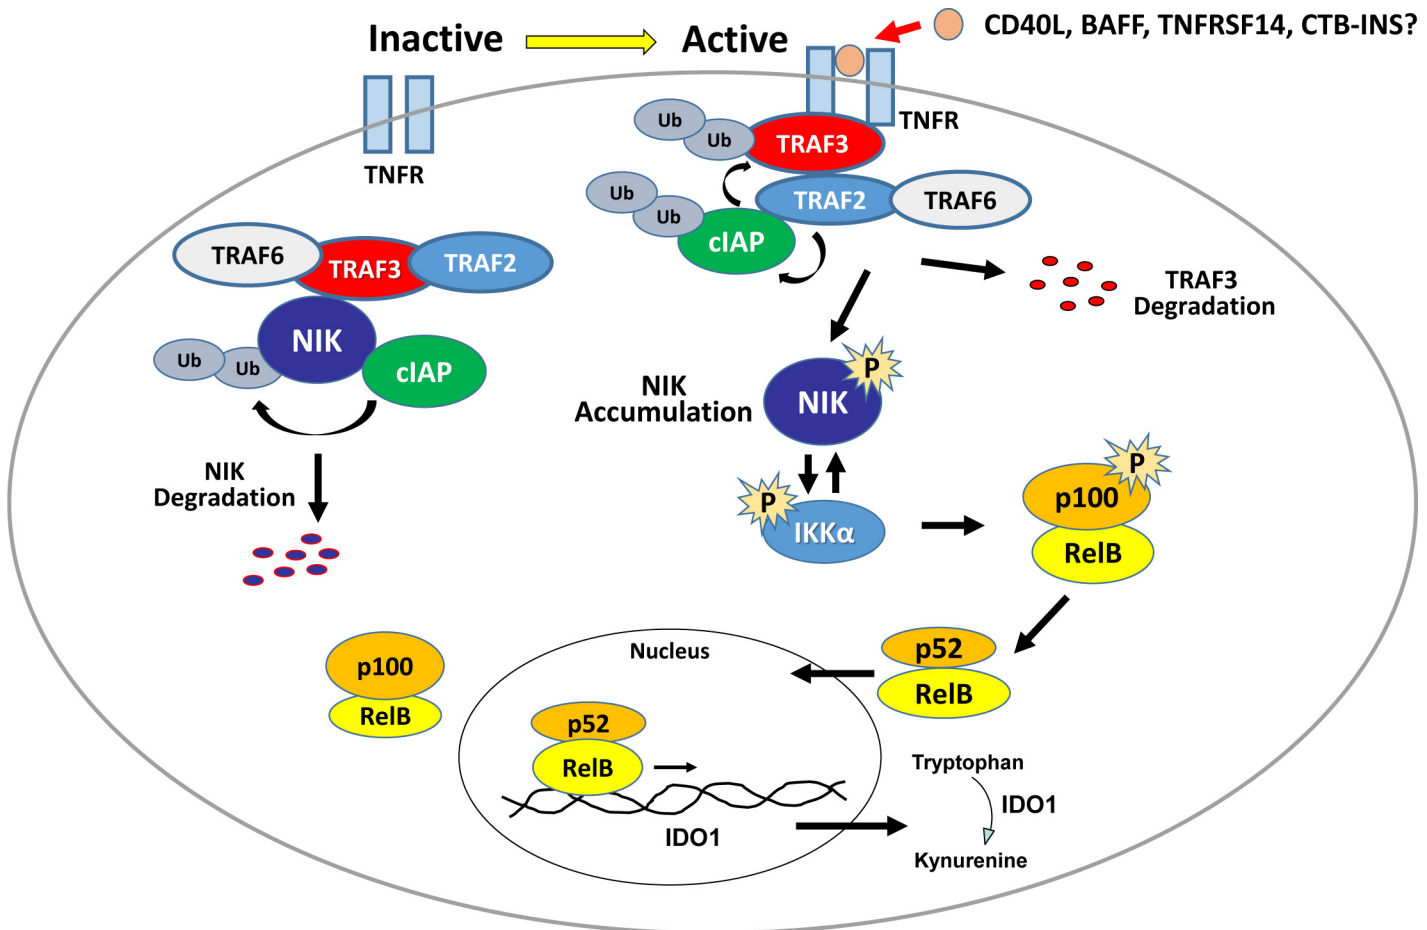 Inactive
Active
CD40L, BAFF, TNFRSF14, CTB-INS?
TNFR
TNFR
Ub
Ub
TRAF3
Ub
Ub
TRAF2
TRAF6
cIAP
TRAF6
TRAF3
TRAF2
NIK
Ub
Ub
cIAP
TRAF3
Degradation
NIK
Accumulation
NIK
P
NIK
Degradation
P
IKKα
P
p100
RelB
p100
RelB
Nucleus
p52
RelB
p52
RelB
IDO1
Tryptophan
IDO1
Kynurenine